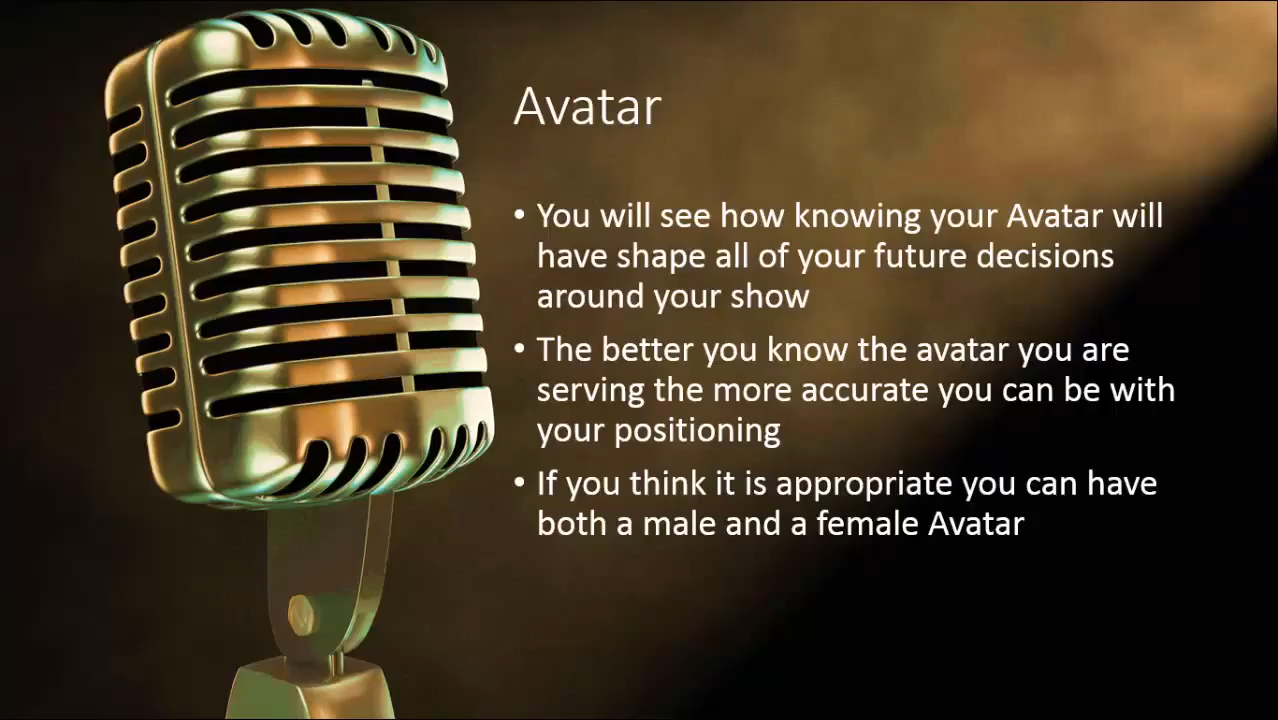 Avatar
• You will see how knowing your Avatar will
have shape all of your future decisions
around your show
• The better you know the avatar you are
serving the more accurate you can be with
your positioning
• If you think it is appropriate you can have
both a male and a female Avatar